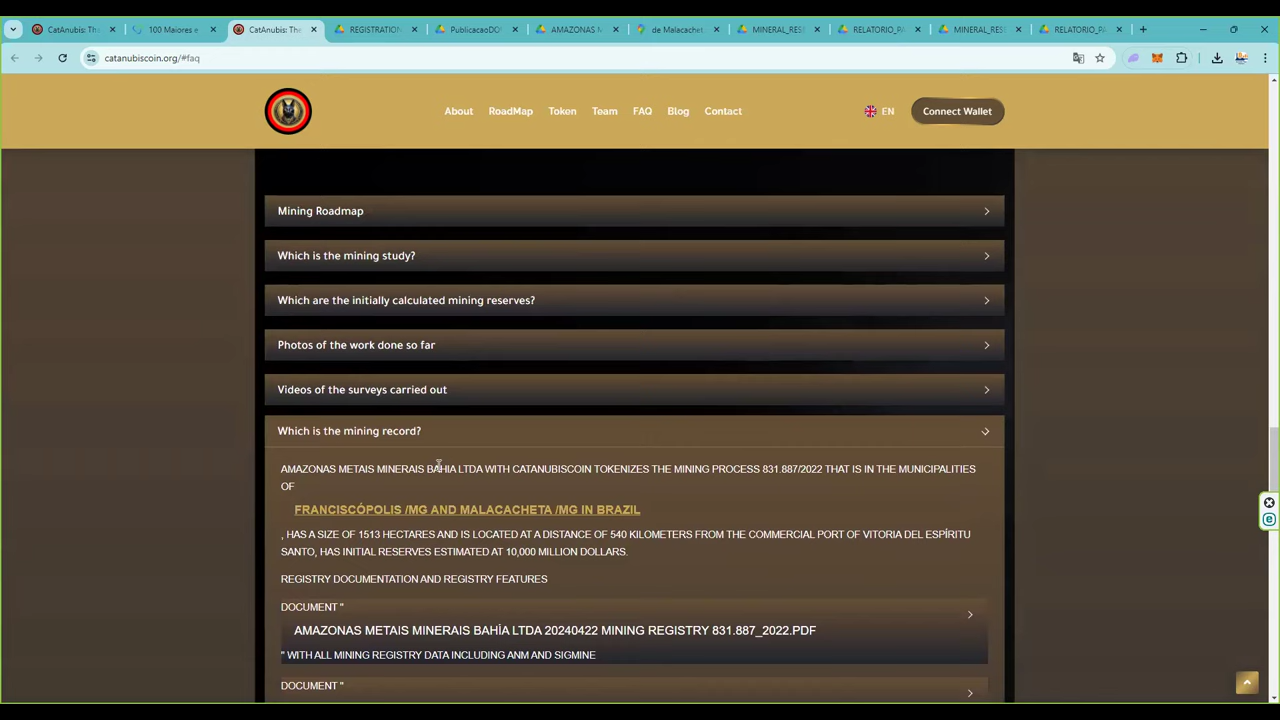 CatAnubis: The
100 Maiores e
CatAnubis: The
REGISTRATION
PublicacaoDO
AMAZONAS M
de Malacachet
MINERAL_RES
RELATORIO_PA
MINERAL_RES
RELATORIO_PA
catanubiscoin.org/#faq
About
RoadMap
Token
Team
FAQ
Blog
Contact
EN
Connect Wallet
Mining Roadmap
Which is the mining study?
Which are the initially calculated mining reserves?
Photos of the work done so far
Videos of the surveys carried out
Which is the mining record?
AMAZONAS METAIS MINERAIS BAHIA LTDA WITH CATANUBISCOIN TOKENIZES THE MINING PROCESS 831.887/2022 THAT IS IN THE MUNICIPALITIES
OF
FRANCISCÓPOLIS /MG AND MALACACHETA /MG IN BRAZIL
, HAS A SIZE OF 1513 HECTARES AND IS LOCATED AT A DISTANCE OF 540 KILOMETERS FROM THE COMMERCIAL PORT OF VITORIA DEL ESPÍRITU
SANTO, HAS INITIAL RESERVES ESTIMATED AT 10,000 MILLION DOLLARS.
REGISTRY DOCUMENTATION AND REGISTRY FEATURES
DOCUMENT "
AMAZONAS METAIS MINERAIS BAHÌA LTDA 20240422 MINING REGISTRY 831.887_2022.PDF
" WITH ALL MINING REGISTRY DATA INCLUDING ANM AND SIGMINE
DOCUMENT "